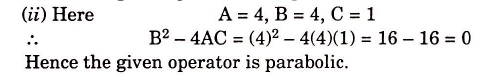 (ii) Here A = 4, B = 4, C = 1
∴ B² – 4AC = (4)² – 4(4)(1) = 16 – 16 = 0
Hence the given operator is parabolic.